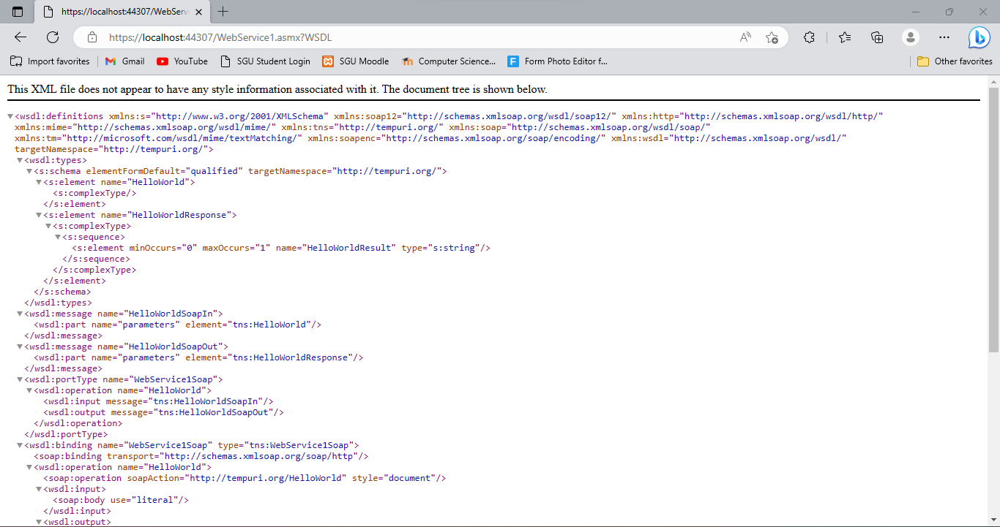 https://localhost:44307/WebServ
https://localhost:44307/WebService1.asmx?WSDL
Import favorites Gmail YouTube SGU Student Login SGU Moodle Computer Science... Form Photo Editor f... Other favorites
This XML file does not appear to have any style information associated with it. The document tree is shown below.
<wsdl:definitions xmlns:s="http://www.w3.org/2001/XMLSchema" xmlns:soap12="http://schemas.xmlsoap.org/wsdl/soap12/" xmlns:http="http://schemas.xmlsoap.org/wsdl/http/"
xmlns:mime="http://schemas.xmlsoap.org/wsdl/mime/" xmlns:tns="http://tempuri.org/" xmlns:soap="http://schemas.xmlsoap.org/wsdl/soap/"
xmlns:tm="http://microsoft.com/wsdl/mime/textMatching/" xmlns:soapenc="http://schemas.xmlsoap.org/soap/encoding/" xmlns:wsdl="http://schemas.xmlsoap.org/wsdl/"
targetNamespace="http://tempuri.org/">
<wsdl:types>
<s:schema elementFormDefault="qualified" targetNamespace="http://tempuri.org/">
<s:element name="HelloWorld">
<s:complexType/>
</s:element>
<s:element name="HelloWorldResponse">
<s:complexType>
<s:sequence>
<s:element minOccurs="0" maxOccurs="1" name="HelloWorldResult" type="s:string"/>
</s:sequence>
</s:complexType>
</s:element>
</s:schema>
</wsdl:types>
<wsdl:message name="HelloWorldSoapIn">
<wsdl:part name="parameters" element="tns:HelloWorld"/>
</wsdl:message>
<wsdl:message name="HelloWorldSoapOut">
<wsdl:part name="parameters" element="tns:HelloWorldResponse"/>
</wsdl:message>
<wsdl:portType name="WebService1Soap">
<wsdl:operation name="HelloWorld">
<wsdl:input message="tns:HelloWorldSoapIn"/>
<wsdl:output message="tns:HelloWorldSoapOut"/>
</wsdl:operation>
</wsdl:portType>
<wsdl:binding name="WebService1Soap" type="tns:WebService1Soap">
<soap:binding transport="http://schemas.xmlsoap.org/soap/http"/>
<wsdl:operation name="HelloWorld">
<soap:operation soapAction="http://tempuri.org/HelloWorld" style="document"/>
<wsdl:input>
<soap:body use="literal"/>
</wsdl:input>
<wsdl:output>